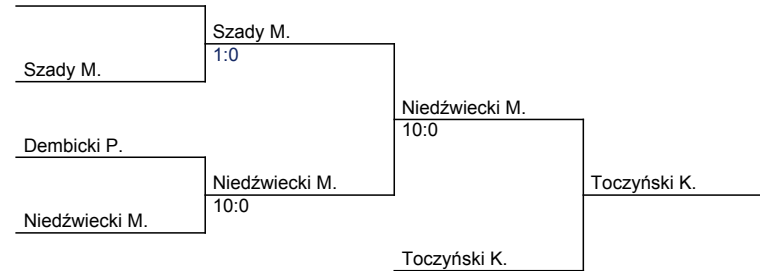 Szady M.
1:0
Szady M.
Niedźwiecki M.
10:0
Dembicki P.
Niedźwiecki M.
10:0
Toczyński K.
Niedźwiecki M.
Toczyński K.